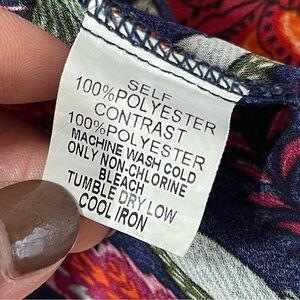 SELF
100%POLYESTER
CONTRAST
100%POLYESTER
MACHINE WASH COLD
ONLY NON-CHLORINE
BLEACH
TUMBLE DRY LOW
COOL IRON